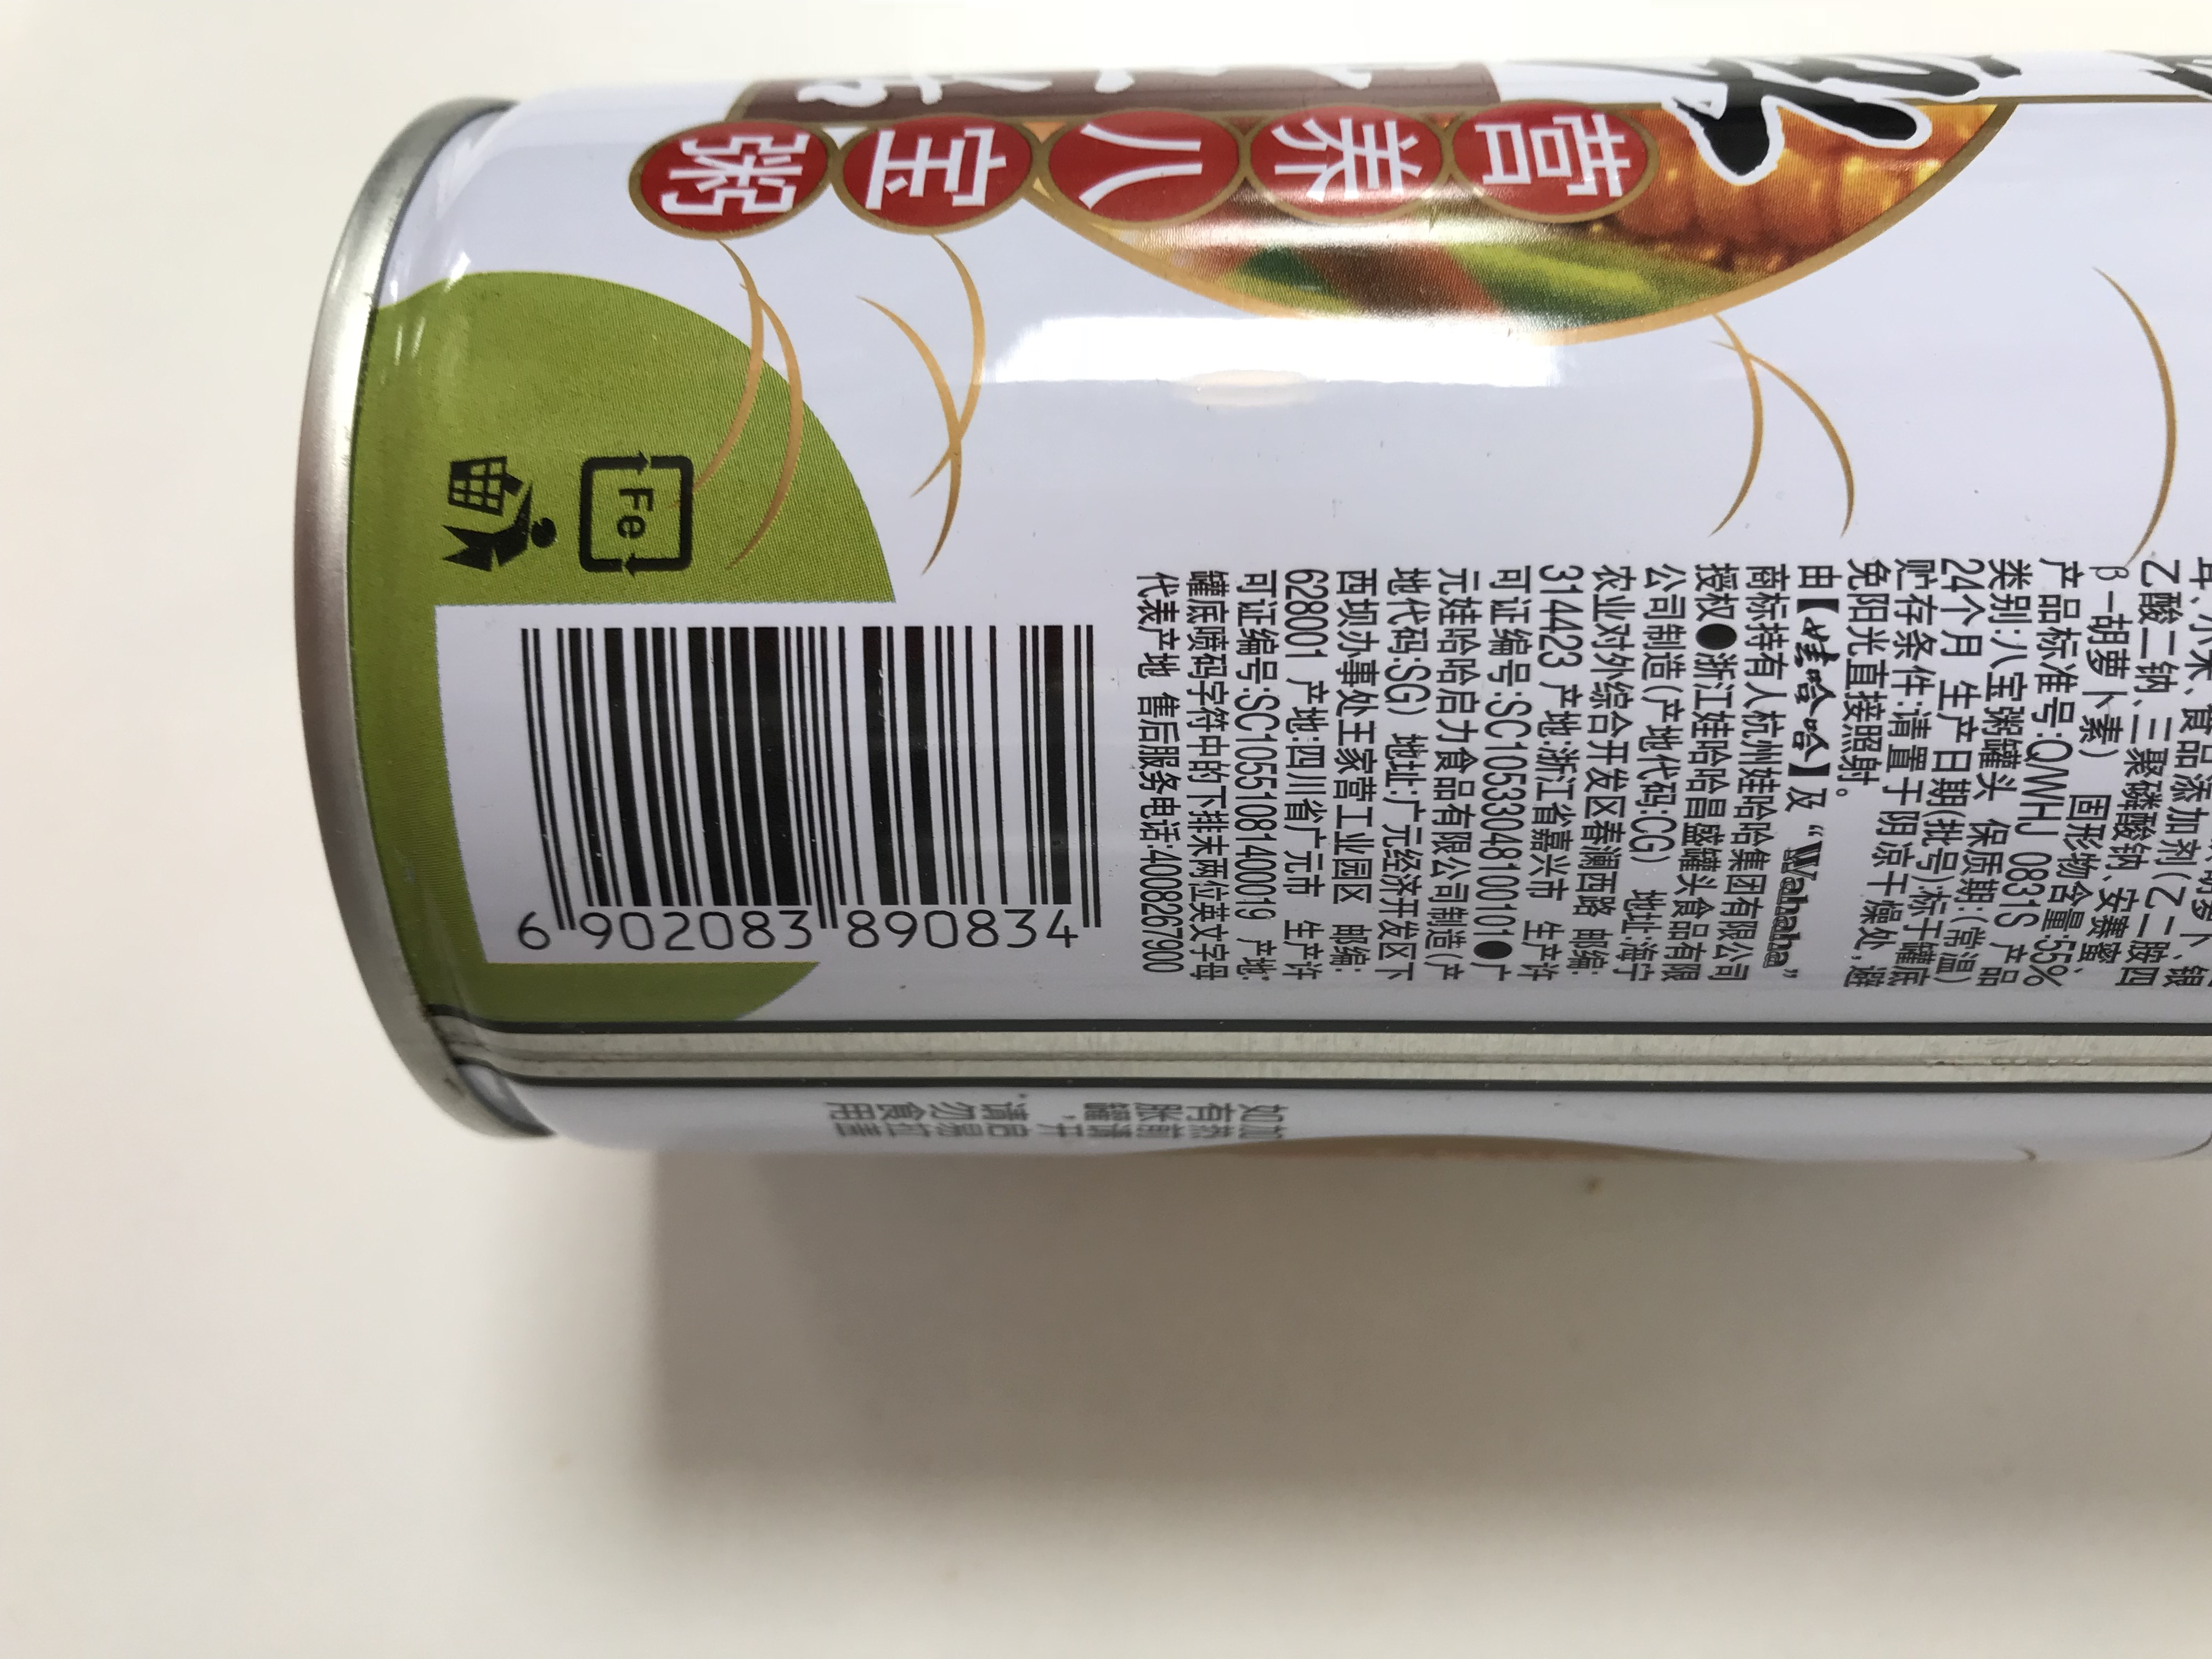 营养八宝粥
乙酸二钠、三聚磷酸钠、安赛蜜、
β-胡萝卜素) 固形物含量:55%
产品标准号:Q/WHJ 0831S 产品
类别:八宝粥罐头 保质期:(常温)
24个月 生产日期(批号)标于罐底
贮存条件:请置于阴凉干燥处,避
免阳光直接照射。
由【娃哈哈】及“Wahaha”
商标持有人杭州娃哈哈集团有限公司
授权●浙江娃哈哈昌盛罐头食品有限
公司制造(产地代码:CG) 地址:海宁
农业对外综合开发区春澜西路 邮编:
314423 产地:浙江省嘉兴市 生产许
可证编号:SC10533048100101●广
元娃哈哈启力食品有限公司制造(产
地代码:SG) 地址:广元经济开发区下
西坝办事处王家营工业园区 邮编:
628001 产地:四川省广元市 生产许
可证编号:SC10551081400019 产地:
罐底喷码字符中的下排末两位英文字母
代表产地 售后服务电话:4008267900
Fe
6 902083 890834
如有胀罐,请勿食用